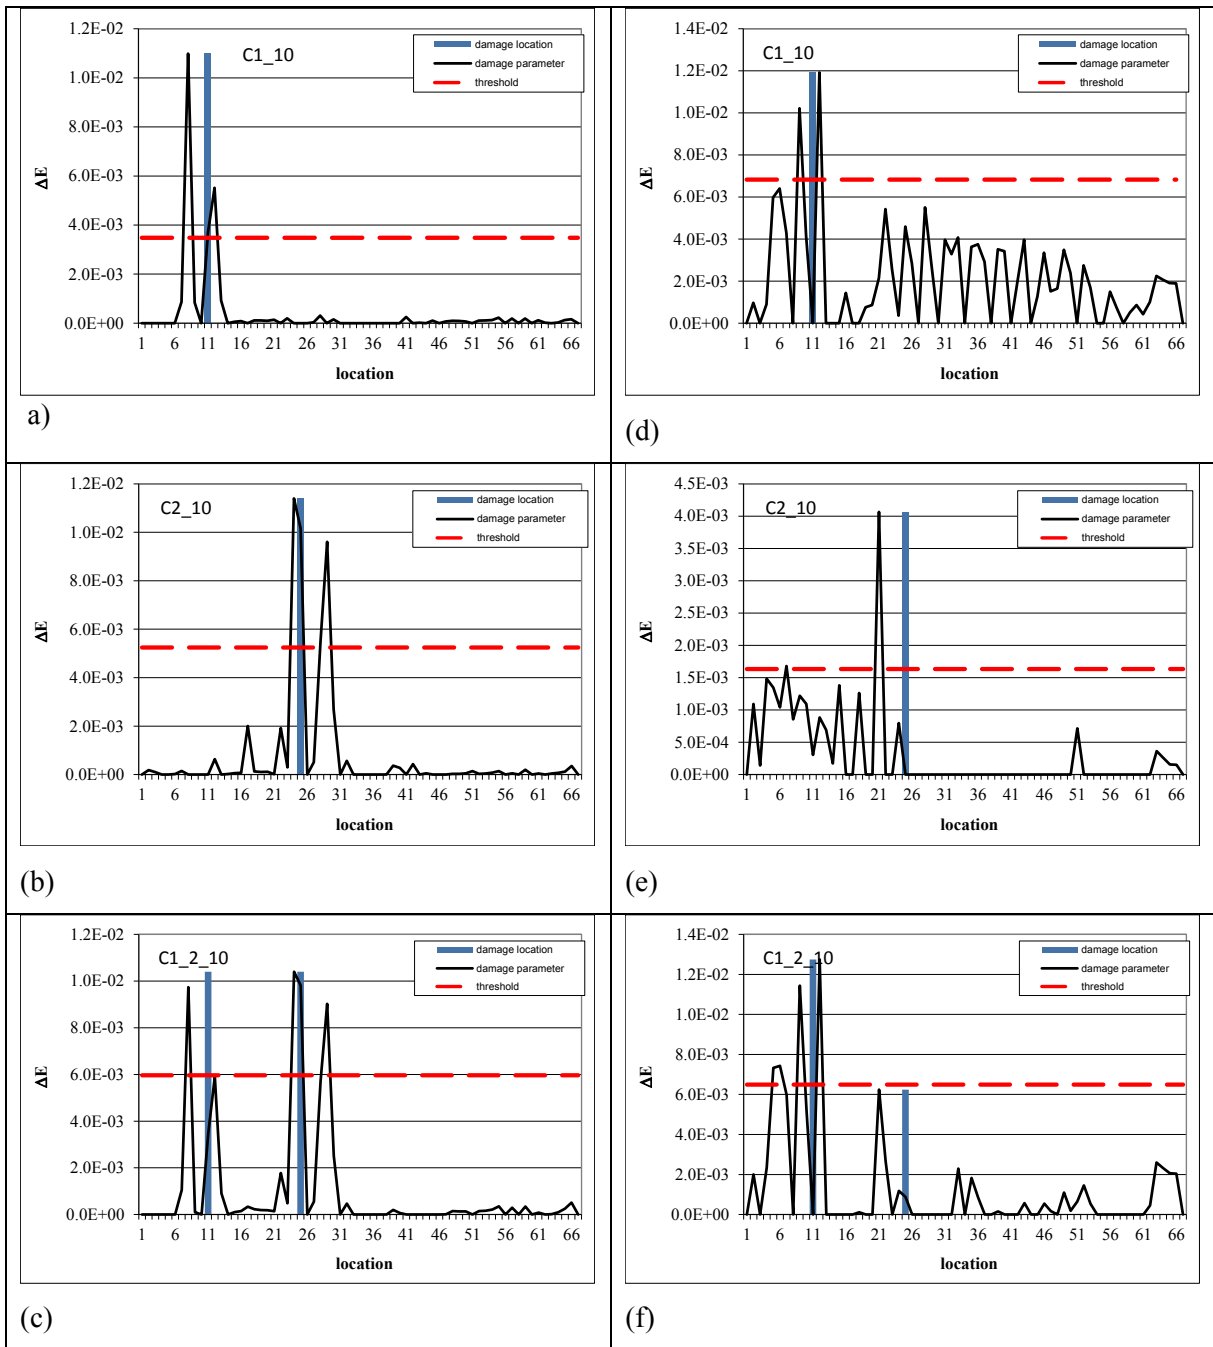 C1_10
damage location
damage parameter
threshold
1.2E-02
1.0E-02
8.0E-03
6.0E-03
4.0E-03
2.0E-03
0.0E+00
ΔE
1 6 11 16 21 26 31 36 41 46 51 56 61 66
location
a)
C1_10
damage location
damage parameter
threshold
1.4E-02
1.2E-02
1.0E-02
8.0E-03
6.0E-03
4.0E-03
2.0E-03
0.0E+00
ΔE
1 6 11 16 21 26 31 36 41 46 51 56 61 66
location
(d)
C2_10
damage location
damage parameter
threshold
1.2E-02
1.0E-02
8.0E-03
6.0E-03
4.0E-03
2.0E-03
0.0E+00
ΔE
1 6 11 16 21 26 31 36 41 46 51 56 61 66
location
(b)
C2_10
damage location
damage parameter
threshold
4.5E-03
4.0E-03
3.5E-03
3.0E-03
2.5E-03
2.0E-03
1.5E-03
1.0E-03
5.0E-04
0.0E+00
ΔE
1 6 11 16 21 26 31 36 41 46 51 56 61 66
location
(e)
C1_2_10
damage location
damage parameter
threshold
1.2E-02
1.0E-02
8.0E-03
6.0E-03
4.0E-03
2.0E-03
0.0E+00
ΔE
1 6 11 16 21 26 31 36 41 46 51 56 61 66
location
(c)
C1_2_10
damage location
damage parameter
threshold
1.4E-02
1.2E-02
1.0E-02
8.0E-03
6.0E-03
4.0E-03
2.0E-03
0.0E+00
ΔE
1 6 11 16 21 26 31 36 41 46 51 56 61 66
location
(f)